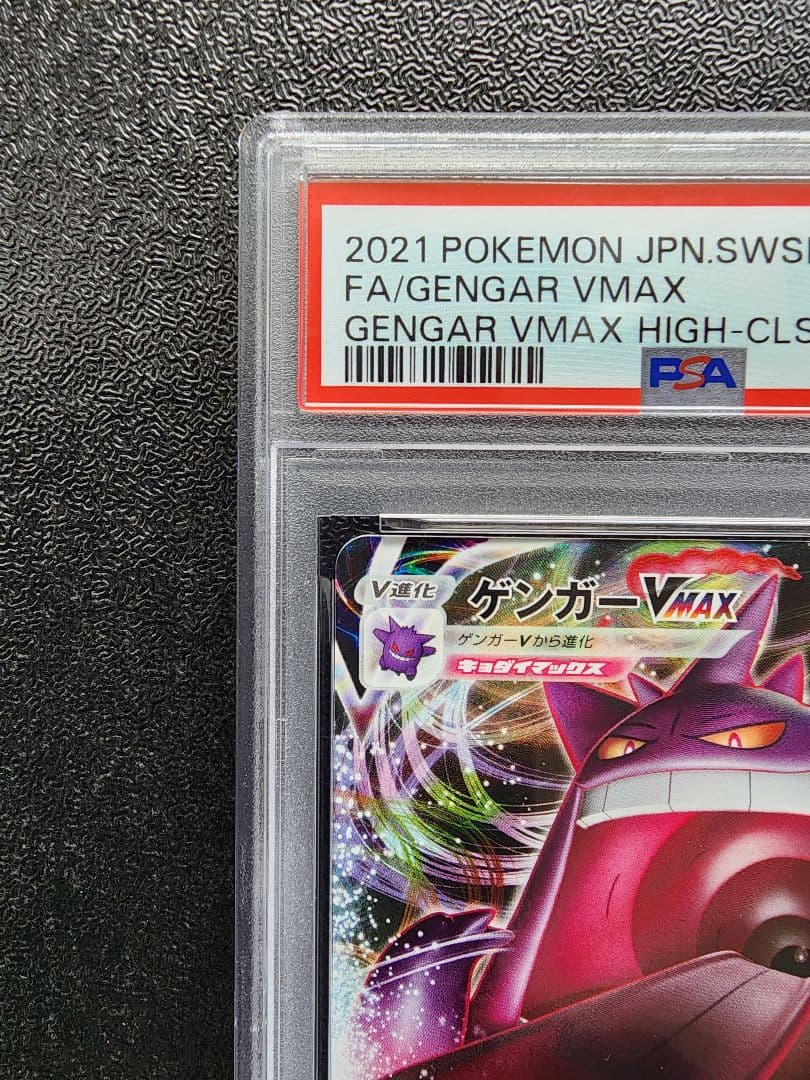 2021 POKEMON JPN.SWSH
FA/GENGAR VMAX
GENGAR VMAX HIGH-CLS
PSA
V進化
ゲンガーVMAX
ゲンガーVから進化
キョダイマックス